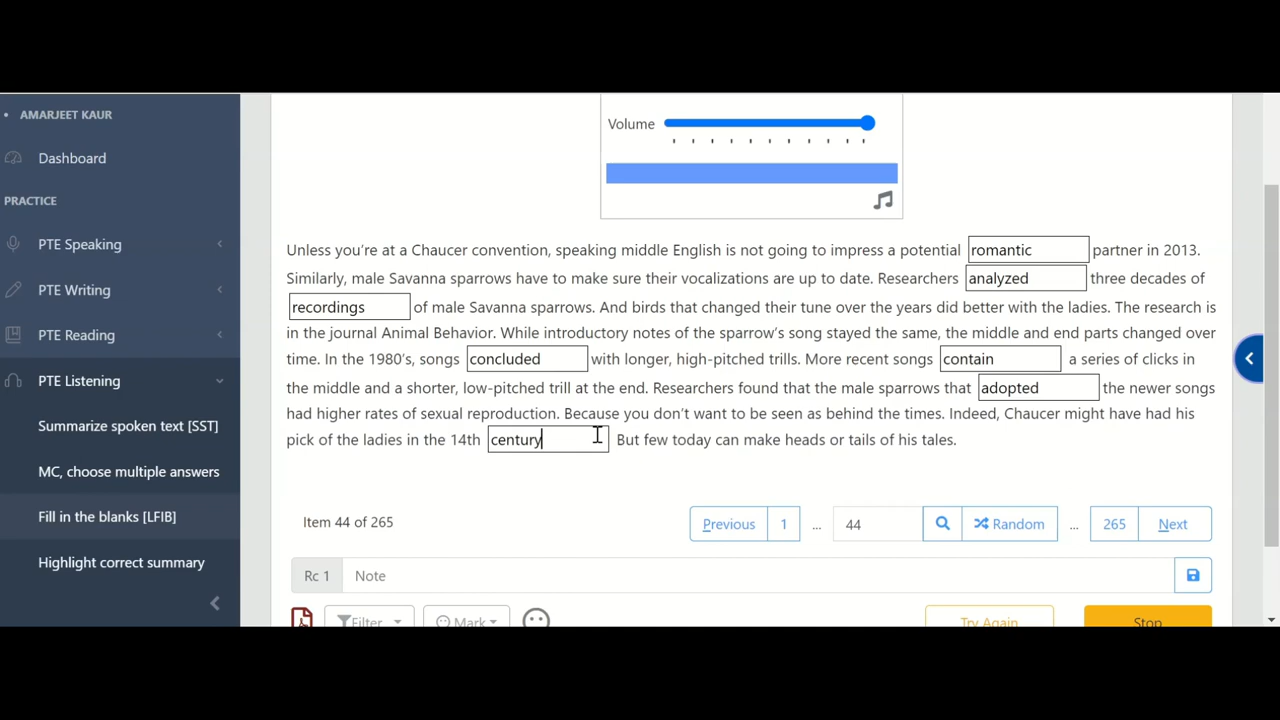 • AMARJEET KAUR
Dashboard
PRACTICE
PTE Speaking
PTE Writing
PTE Reading
PTE Listening
Summarize spoken text [SST]
MC, choose multiple answers
Fill in the blanks [LFIB]
Highlight correct summary
Volume
Unless you’re at a Chaucer convention, speaking middle English is not going to impress a potential romantic partner in 2013.
Similarly, male Savanna sparrows have to make sure their vocalizations are up to date. Researchers analyzed three decades of
recordings of male Savanna sparrows. And birds that changed their tune over the years did better with the ladies. The research is
in the journal Animal Behavior. While introductory notes of the sparrow’s song stayed the same, the middle and end parts changed over
time. In the 1980’s, songs concluded with longer, high-pitched trills. More recent songs contain a series of clicks in
the middle and a shorter, low-pitched trill at the end. Researchers found that the male sparrows that adopted the newer songs
had higher rates of sexual reproduction. Because you don’t want to be seen as behind the times. Indeed, Chaucer might have had his
pick of the ladies in the 14th century But few today can make heads or tails of his tales.
Item 44 of 265
Previous 1 ... 44 Random ... 265 Next
Rc 1 Note
Filter Mark Try Again Stop